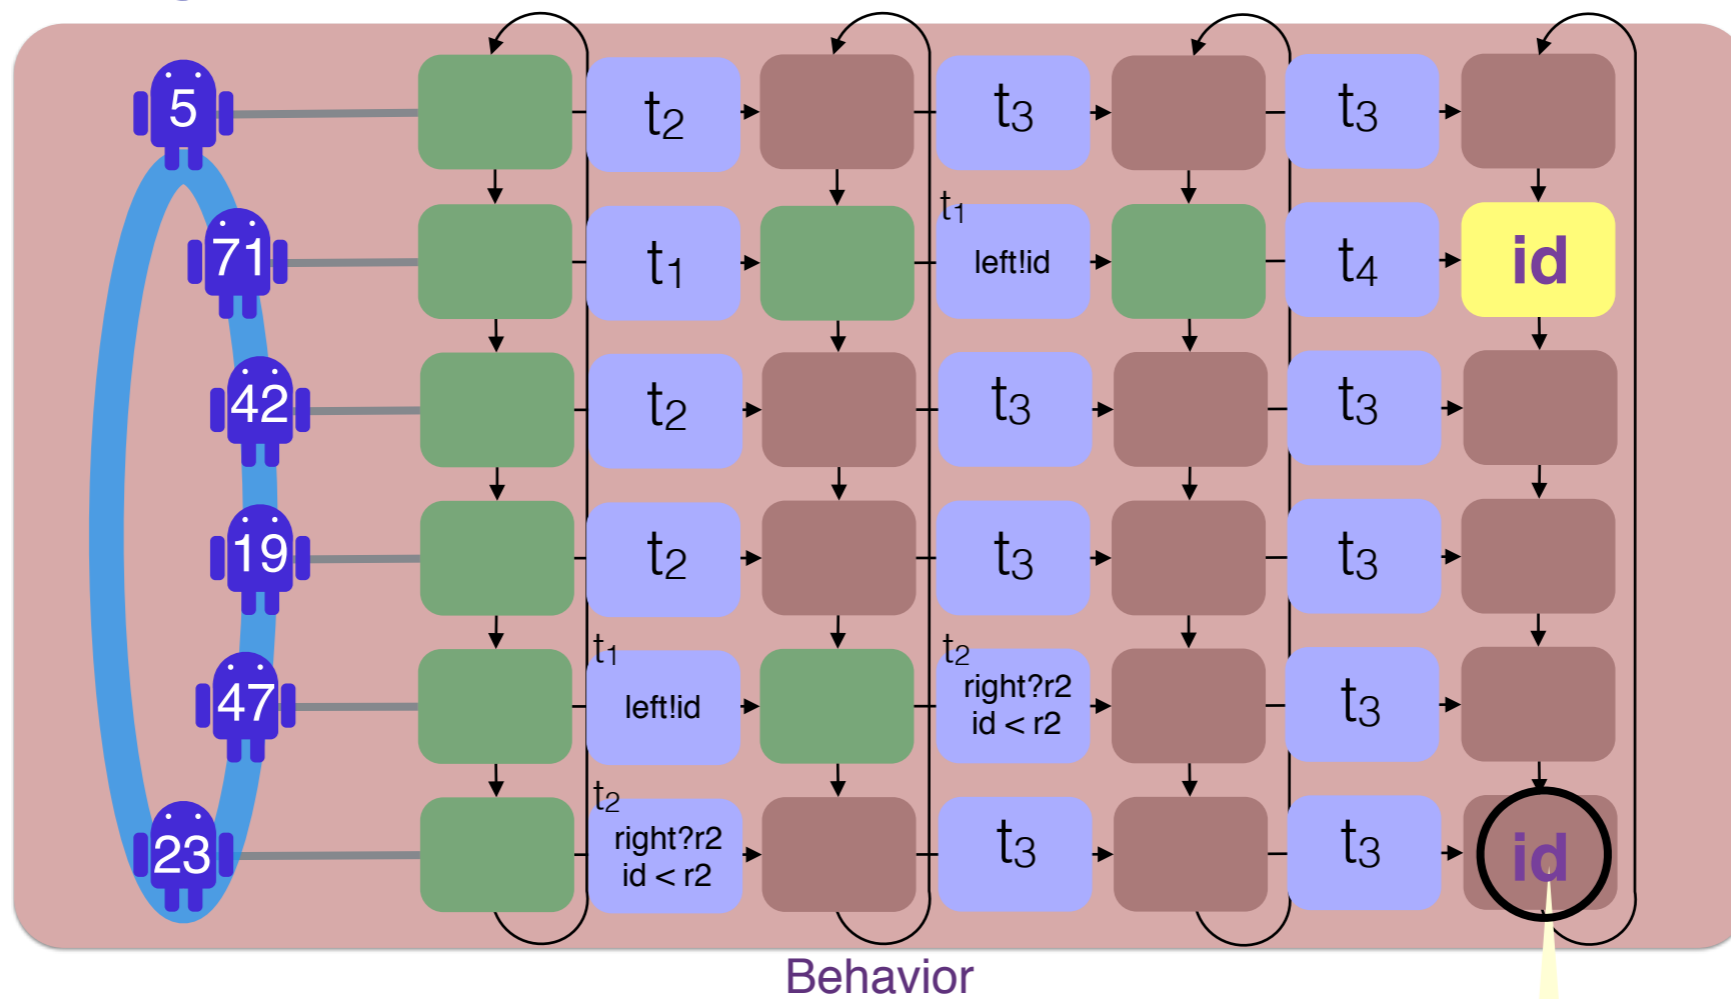 5 t₂ t₃ t₃
t₁
71 t₁ left!id t₄ id
42 t₂ t₃ t₃
19 t₂ t₃ t₃
t₁ t₂
47 left!id right?r2 t₃
id < r2
t₂
23 right?r2 t₃ t₃ id
id < r2
Behavior